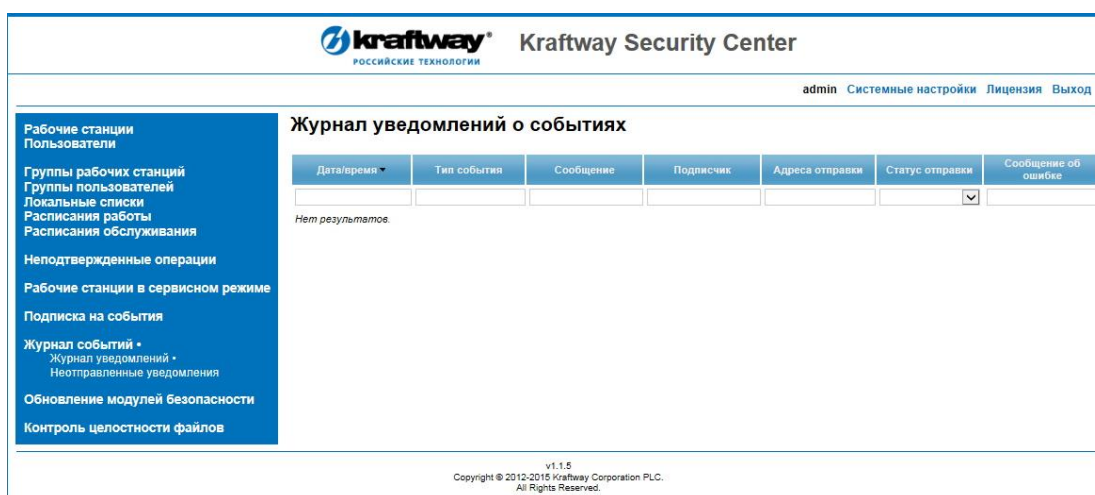 kraftway®
РОССИЙСКИЕ ТЕХНОЛОГИИ
Kraftway Security Center
admin Системные настройки Лицензия Выход
Рабочие станции
Пользователи
Группы рабочих станций
Группы пользователей
Локальные списки
Расписания работы
Расписания обслуживания
Неподтвержденные операции
Рабочие станции в сервисном режиме
Подписка на события
Журнал событий •
Журнал уведомлений •
Неотправленные уведомления
Обновление модулей безопасности
Контроль целостности файлов
Журнал уведомлений о событиях
Дата/время Тип события Сообщение Подписчик Адреса отправки Статус отправки Сообщение об
ошибке
Нет результатов.
v1.1.5
Copyright © 2012-2015 Kraftway Corporation PLC.
All Rights Reserved.